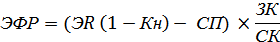 ЭФР = (ЭR (1 − Кн) − СП) × ЗК/СК